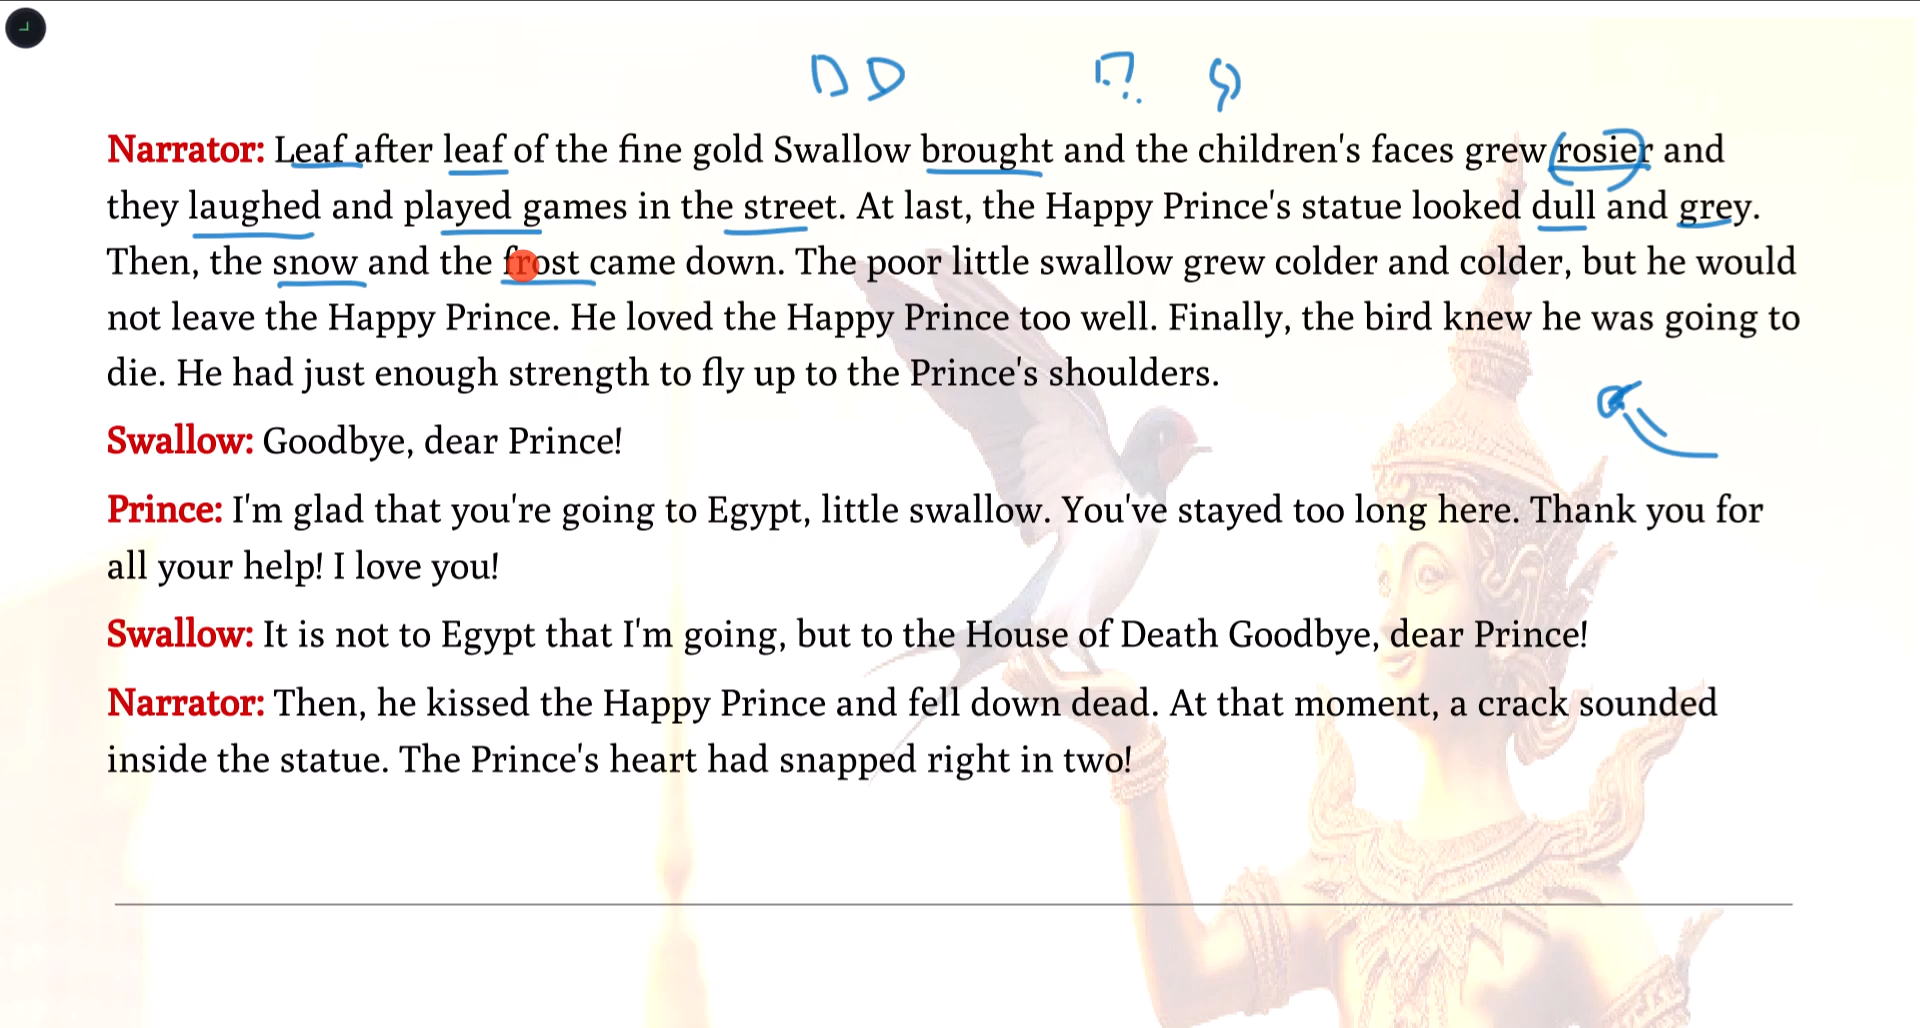 Narrator: Leaf after leaf of the fine gold Swallow brought and the children's faces grew rosier and
they laughed and played games in the street. At last, the Happy Prince's statue looked dull and grey.
Then, the snow and the frost came down. The poor little swallow grew colder and colder, but he would
not leave the Happy Prince. He loved the Happy Prince too well. Finally, the bird knew he was going to
die. He had just enough strength to fly up to the Prince's shoulders.
Swallow: Goodbye, dear Prince!
Prince: I'm glad that you're going to Egypt, little swallow. You've stayed too long here. Thank you for
all your help! I love you!
Swallow: It is not to Egypt that I'm going, but to the House of Death Goodbye, dear Prince!
Narrator: Then, he kissed the Happy Prince and fell down dead. At that moment, a crack sounded
inside the statue. The Prince's heart had snapped right in two!